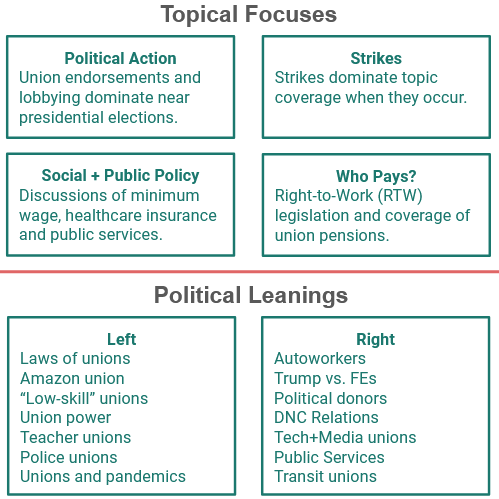 Topical Focuses
Political Action
Union endorsements and
lobbying dominate near
presidential elections.
Strikes
Strikes dominate topic
coverage when they occur.
Social + Public Policy
Discussions of minimum
wage, healthcare insurance
and public services.
Who Pays?
Right-to-Work (RTW)
legislation and coverage of
union pensions.
Political Leanings
Left
Laws of unions
Amazon union
“Low-skill” unions
Union power
Teacher unions
Police unions
Unions and pandemics
Right
Autoworkers
Trump vs. FEs
Political donors
DNC Relations
Tech+Media unions
Public Services
Transit unions